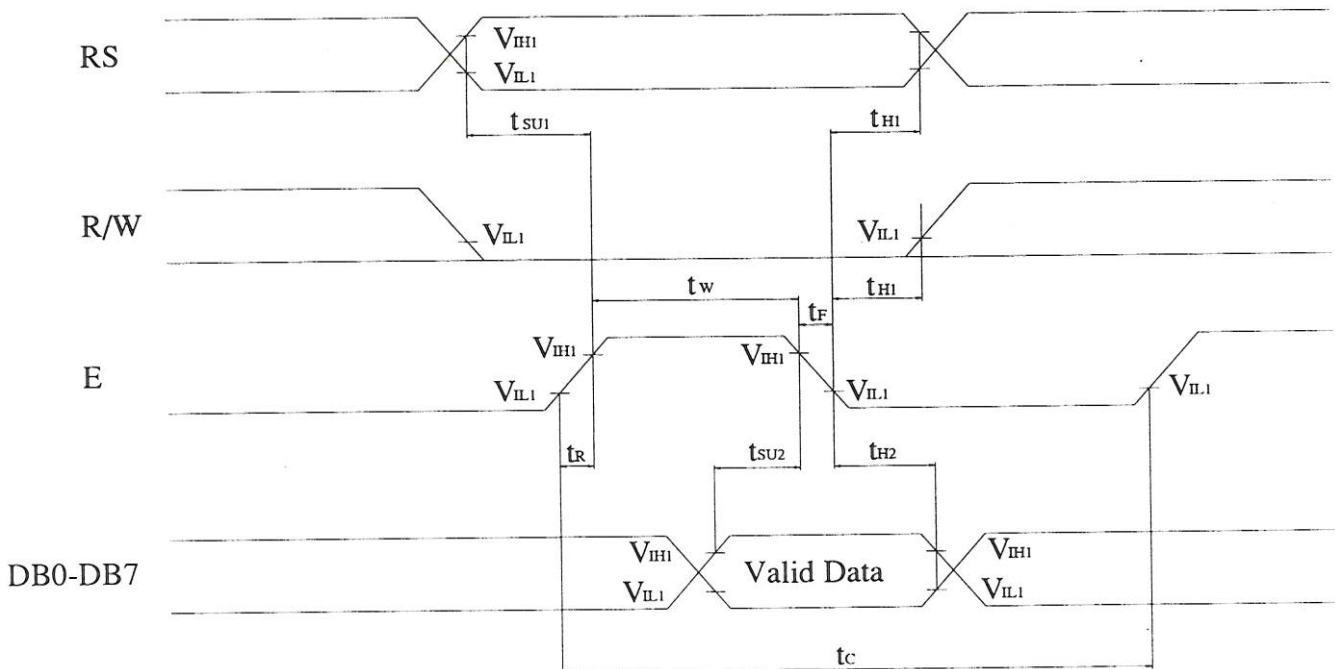 RS
VIH1
VIL1
tSU1
tH1
R/W
VIL1
VIL1
tW
tF
tH1
E
VIH1
VIL1
VIH1
VIL1
VIL1
tR
tSU2
tH2
DB0-DB7
VIH1
VIL1
Valid Data
VIH1
VIL1
tC